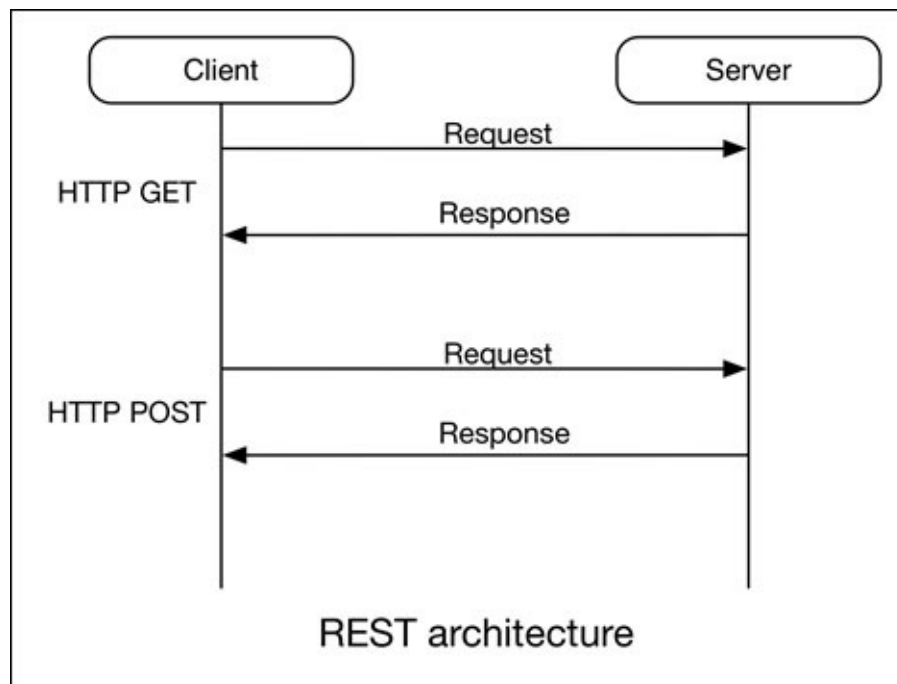 Client
Server
Request
HTTP GET
Response
Request
HTTP POST
Response
REST architecture